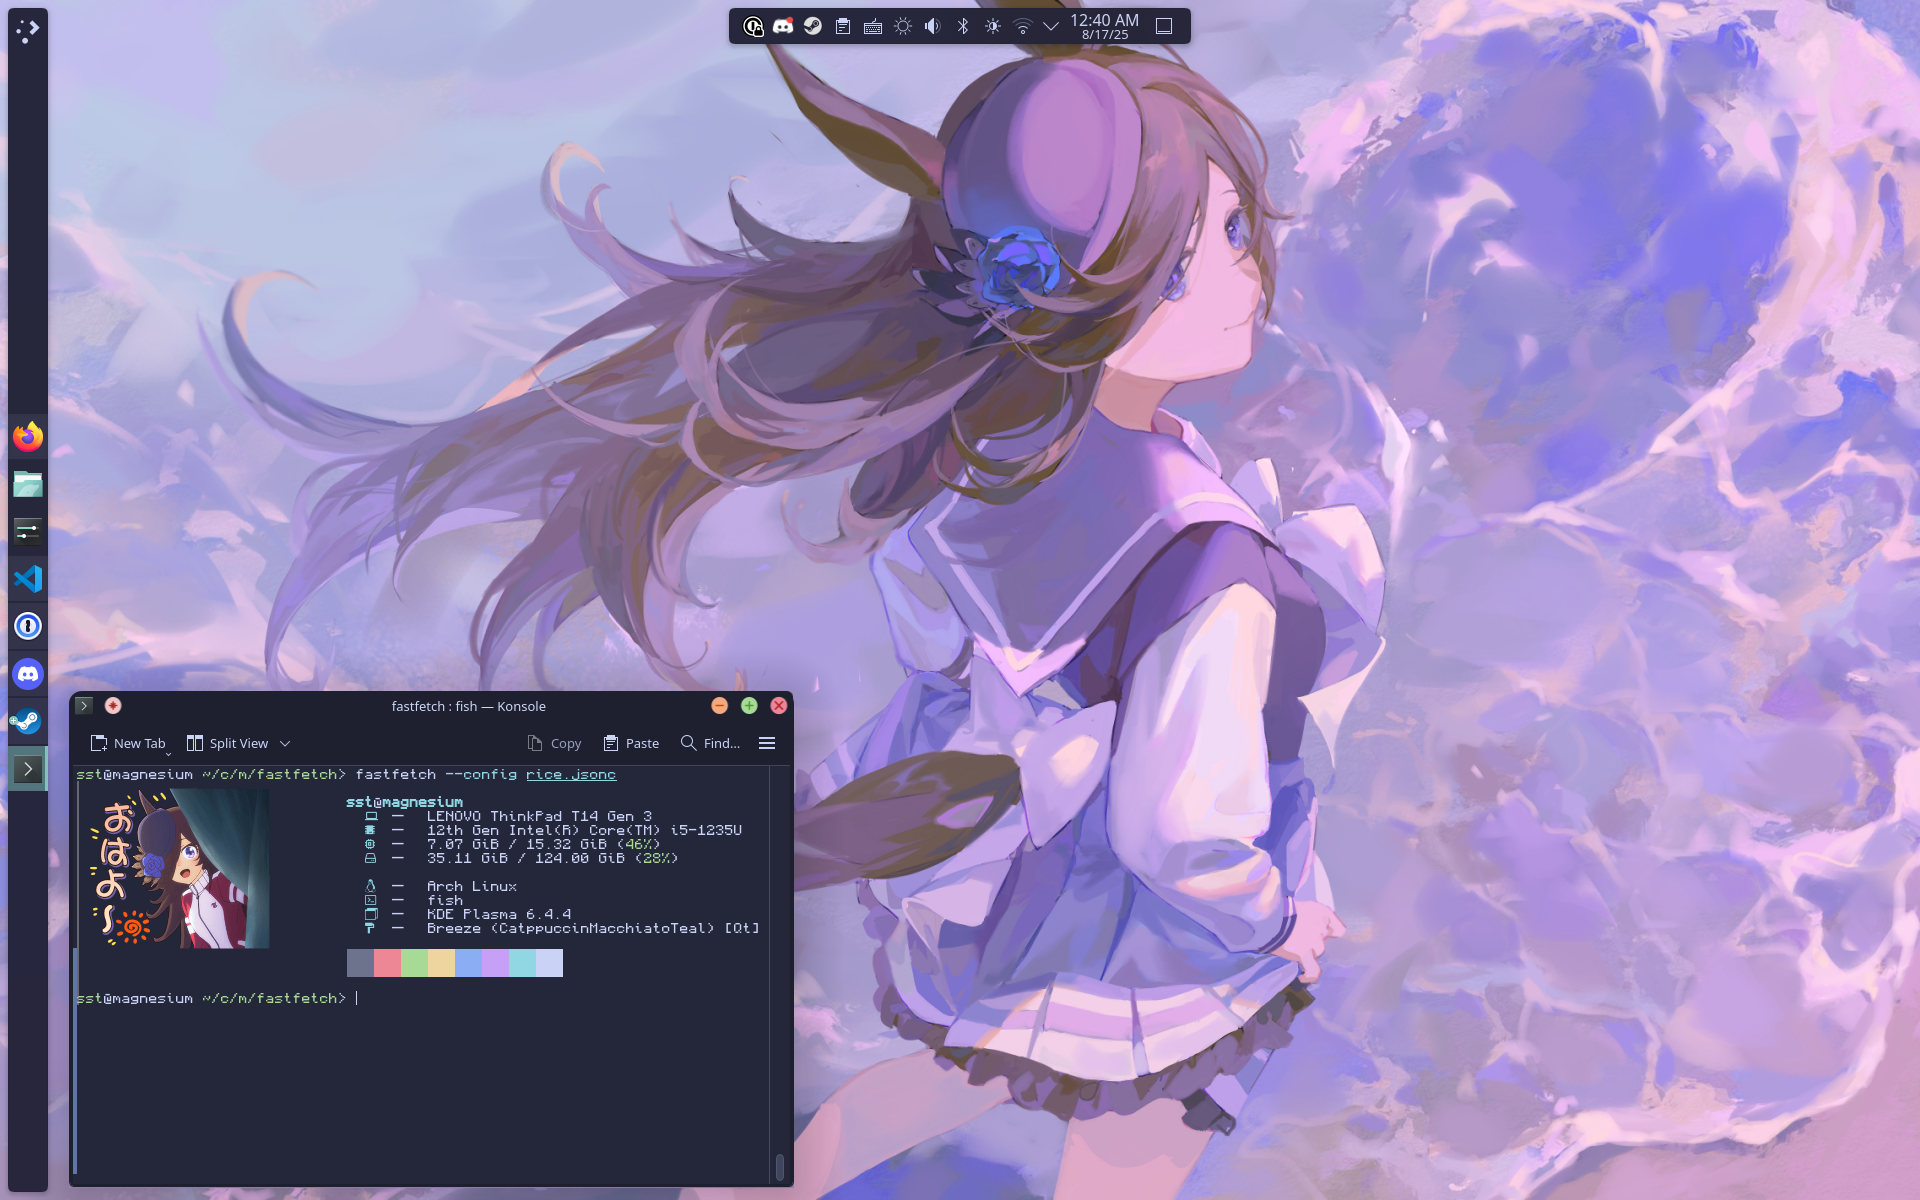 12:40 AM
8/17/25
fastfetch : fish — Konsole
New Tab
Split View
Copy
Paste
Find...
sst@magnesium ~/c/m/fastfetch> fastfetch --config rice.jsonc
おはよ～
sst@magnesium
— LENOVO ThinkPad T14 Gen 3
— 12th Gen Intel(R) Core(TM) i5-1235U
— 7.07 GiB / 15.32 GiB (46%)
— 35.11 GiB / 124.00 GiB (28%)
— Arch Linux
— fish
— KDE Plasma 6.4.4
— Breeze (CatppuccinMacchiatoTeal) [Qt]
sst@magnesium ~/c/m/fastfetch>